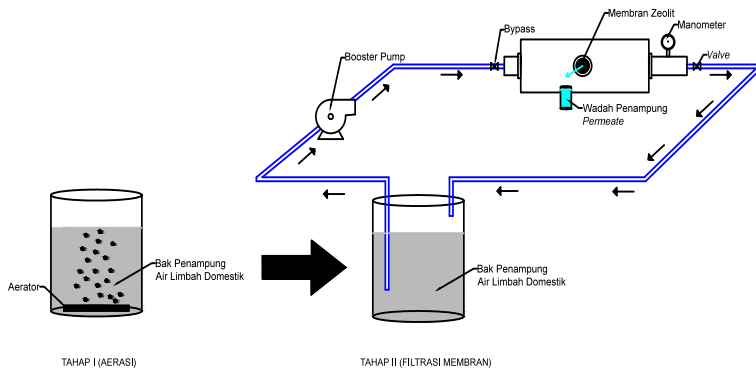 Membran Zeolit
Manometer
Bypass
Booster Pump
Valve
Wadah Penampung
Permeate
Bak Penampung
Air Limbah Domestik
Aerator
Bak Penampung
Air Limbah Domestik
TAHAP I (AERASI)
TAHAP II (FILTRASI MEMBRAN)